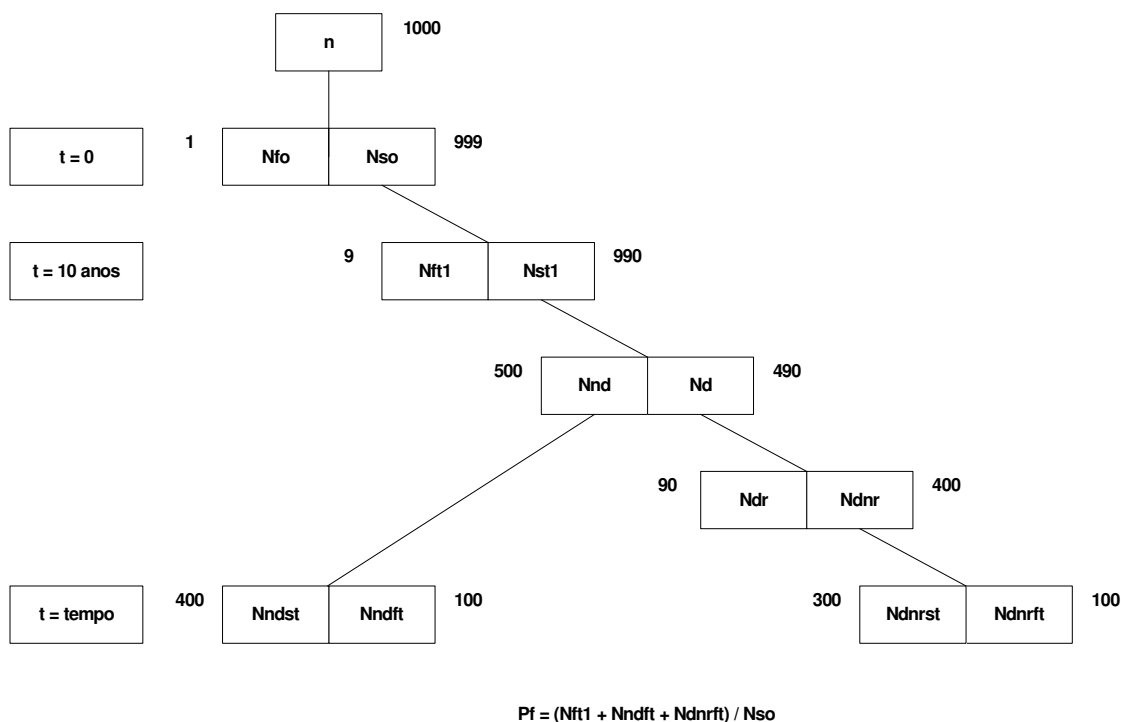 n 1000
t = 0 1 Nfo Nso 999
t = 10 anos 9 Nft1 Nst1 990
500 Nnd Nd 490
90 Ndr Ndnr 400
t = tempo 400 Nndst Nndft 100 300 Ndnrst Ndnrft 100
Pf = (Nft1 + Nndft + Ndnrft) / Nso